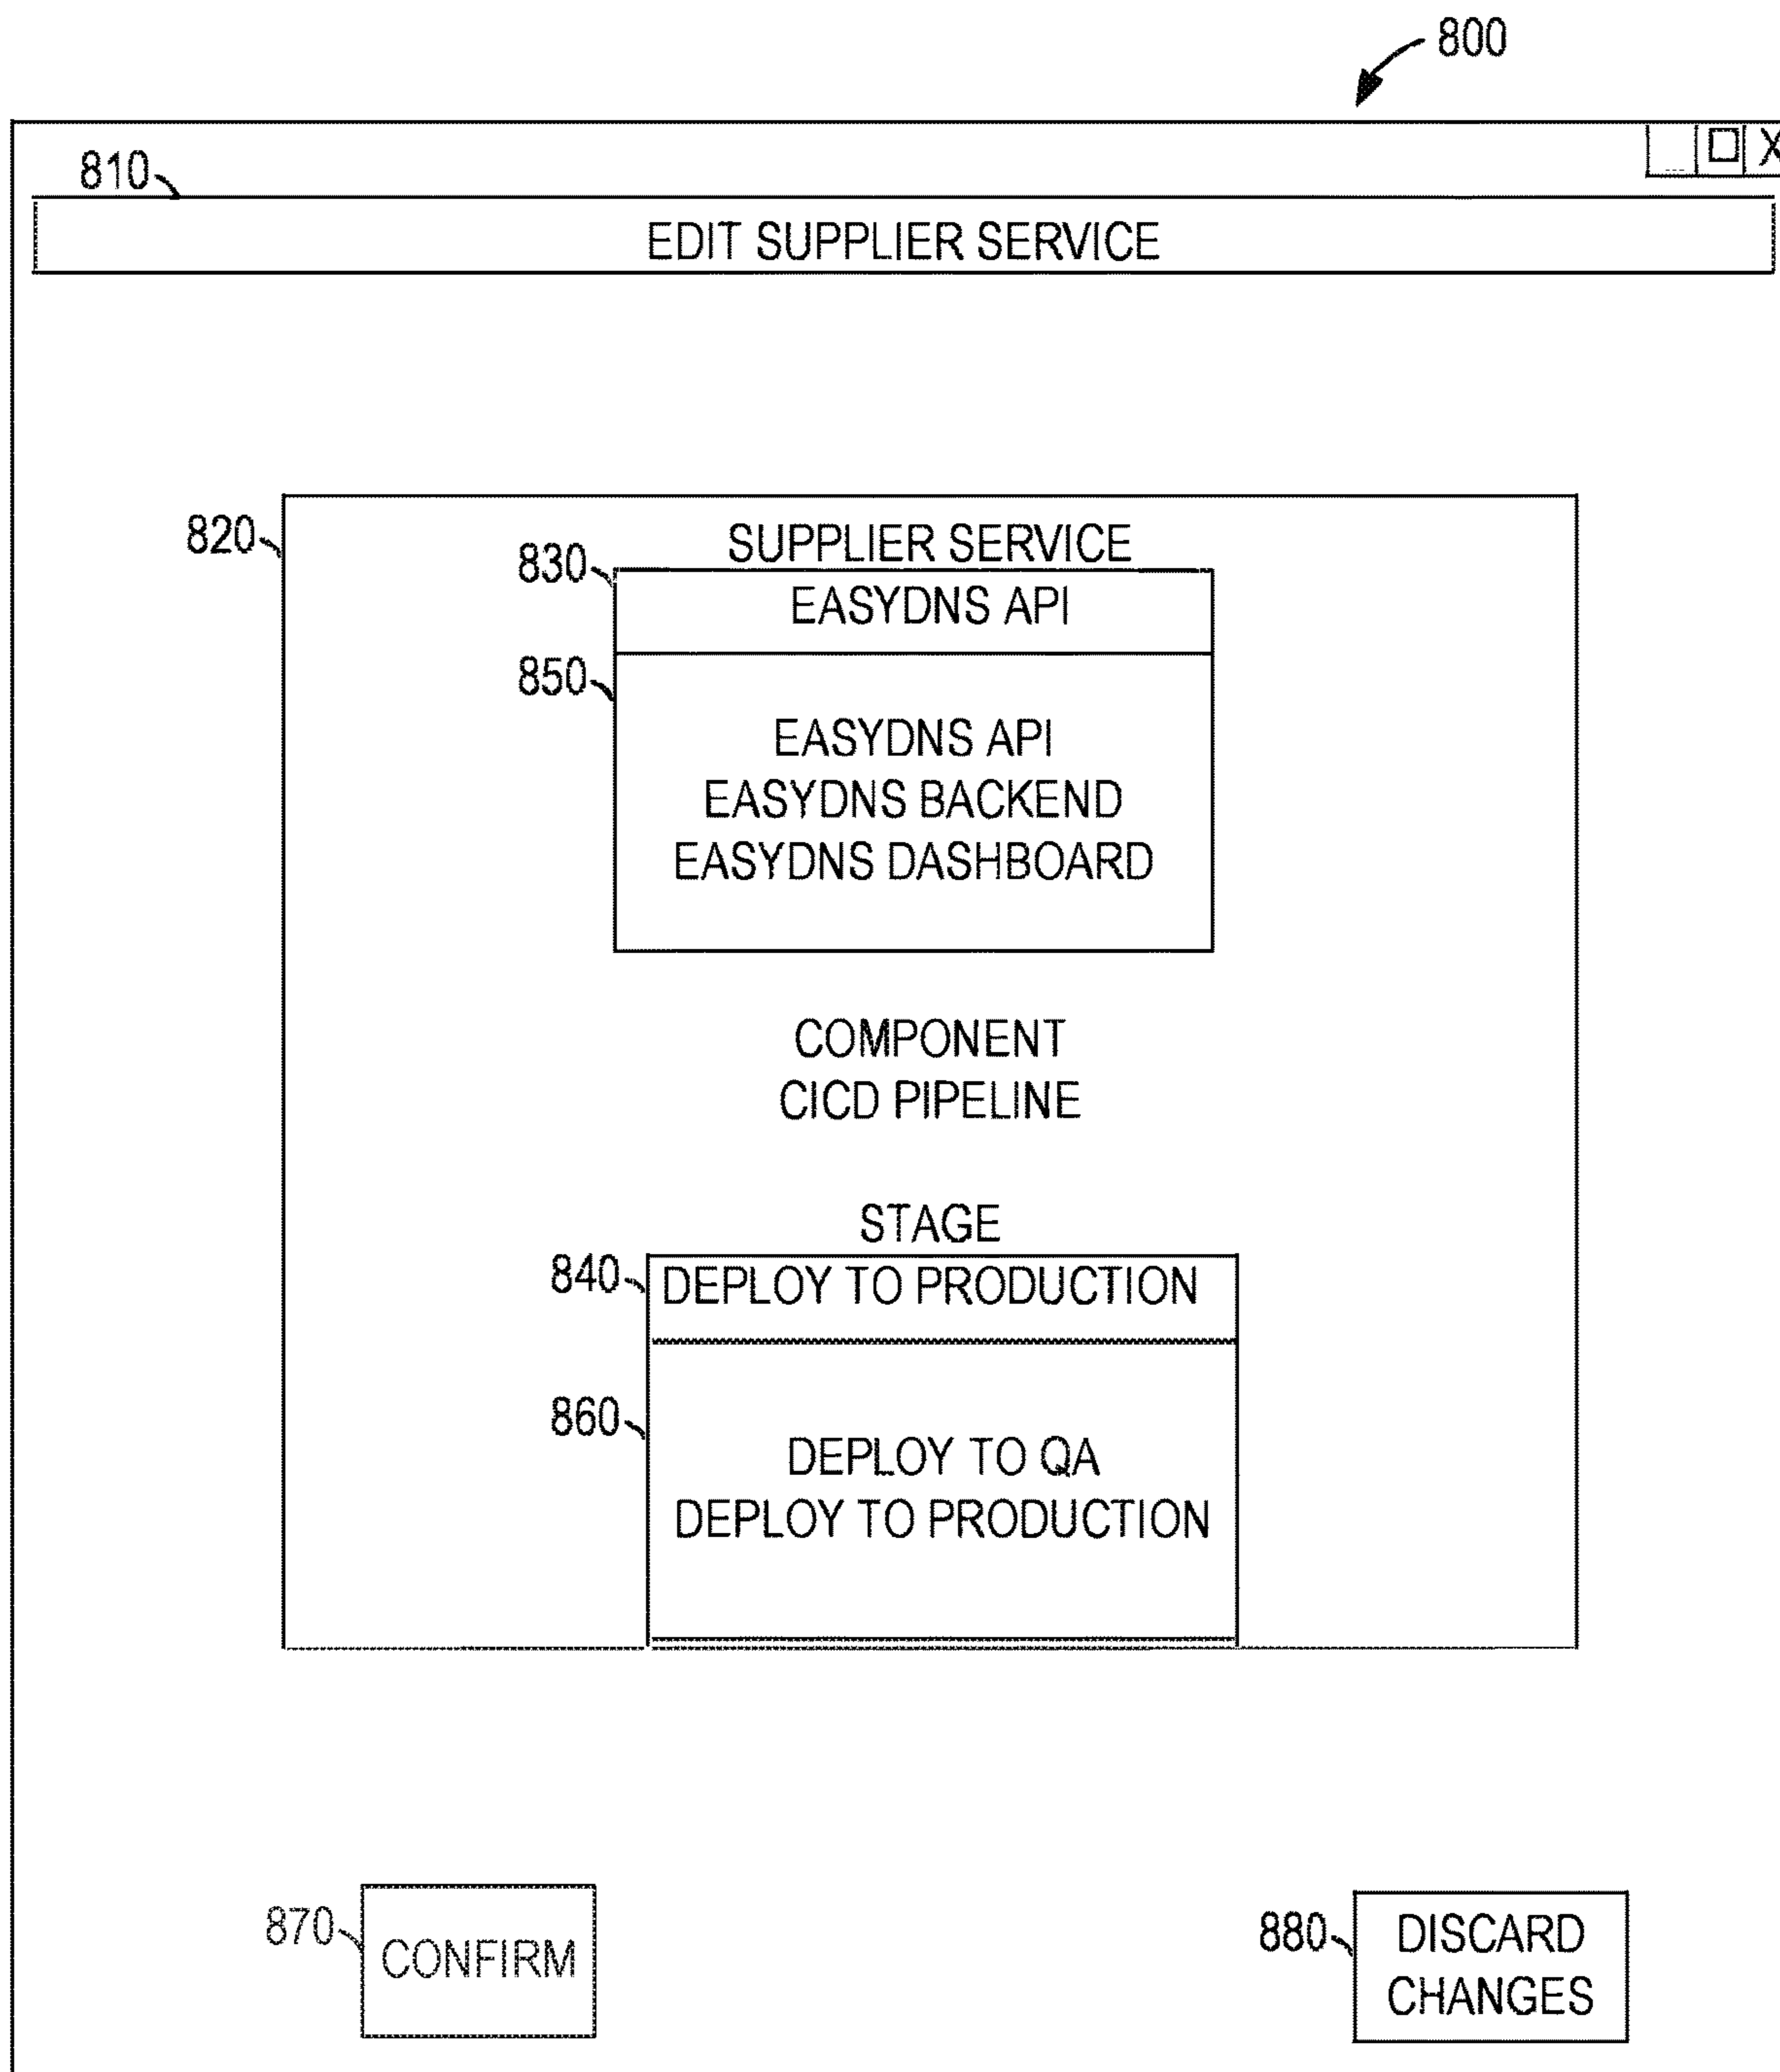 800
_ □ X
810
EDIT SUPPLIER SERVICE
820
SUPPLIER SERVICE
830
EASYDNS API
850
EASYDNS API
EASYDNS BACKEND
EASYDNS DASHBOARD
COMPONENT
CICD PIPELINE
STAGE
840
DEPLOY TO PRODUCTION
860
DEPLOY TO QA
DEPLOY TO PRODUCTION
870
CONFIRM
880
DISCARD
CHANGES